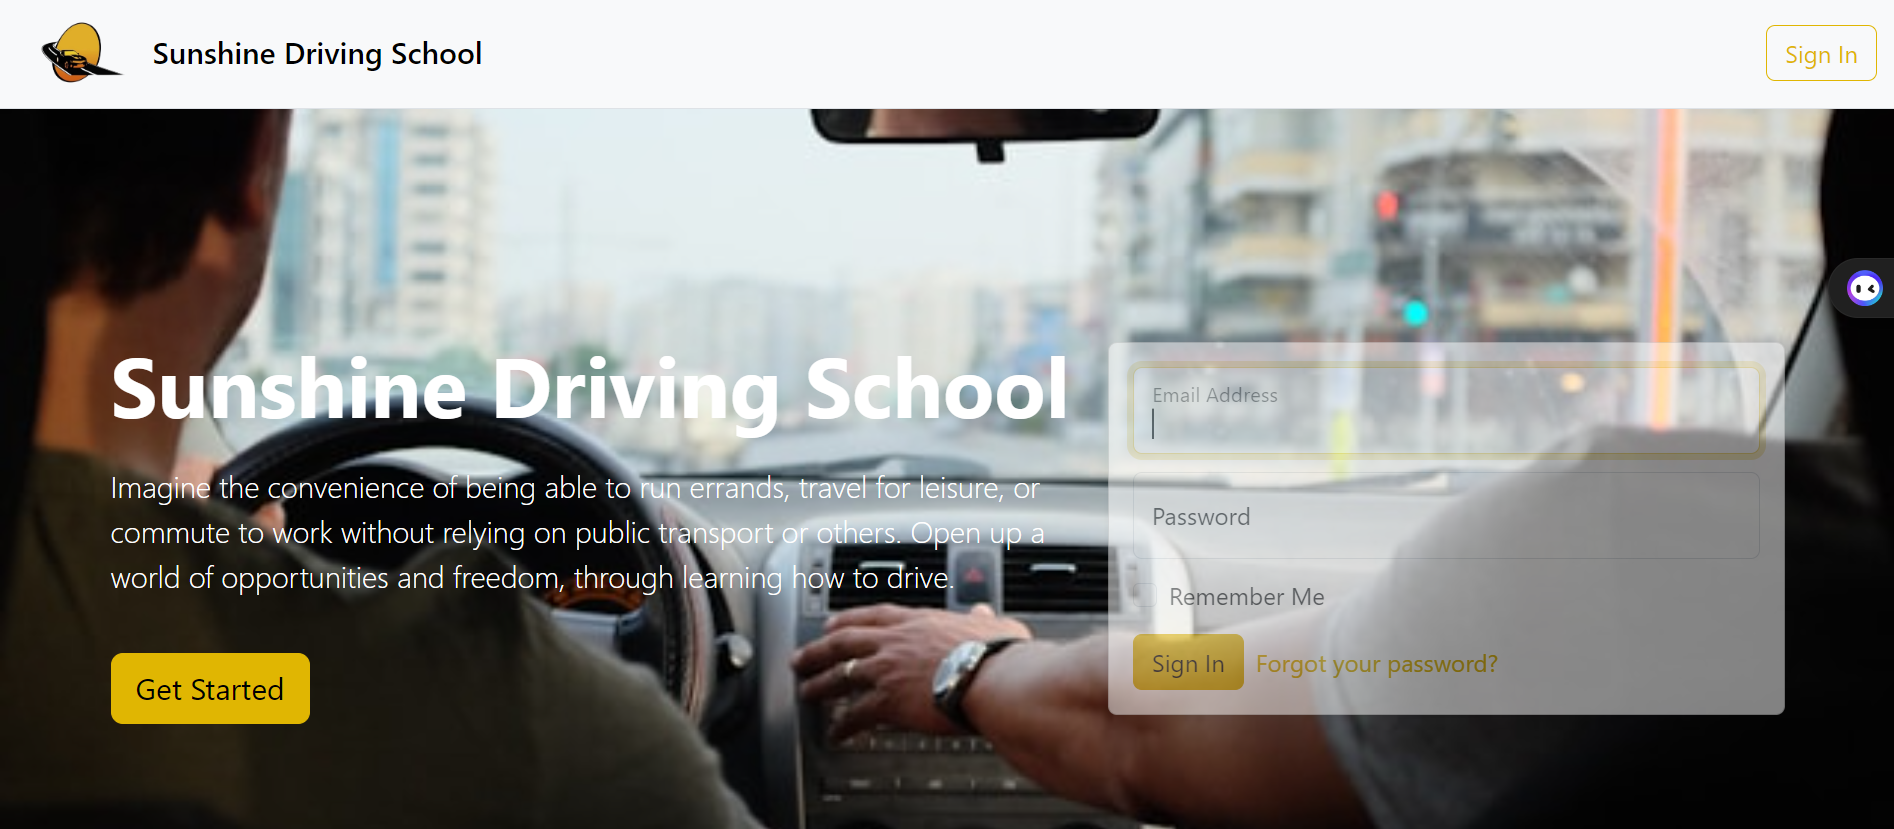 Sunshine Driving School
Sign In
Sunshine Driving School
Imagine the convenience of being able to run errands, travel for leisure, or
commute to work without relying on public transport or others. Open up a
world of opportunities and freedom, through learning how to drive.
Get Started
Email Address
Password
Remember Me
Sign In Forgot your password?